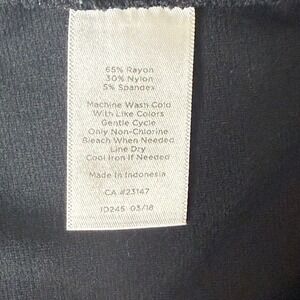 65% Rayon
30% Nylon
5% Spandex
Machine Wash Cold
With Like Colors
Gentle Cycle
Only Non-Chlorine
Bleach When Needed
Line Dry
Cool Iron If Needed
Made In Indonesia
CA #23147
ID245 03/18